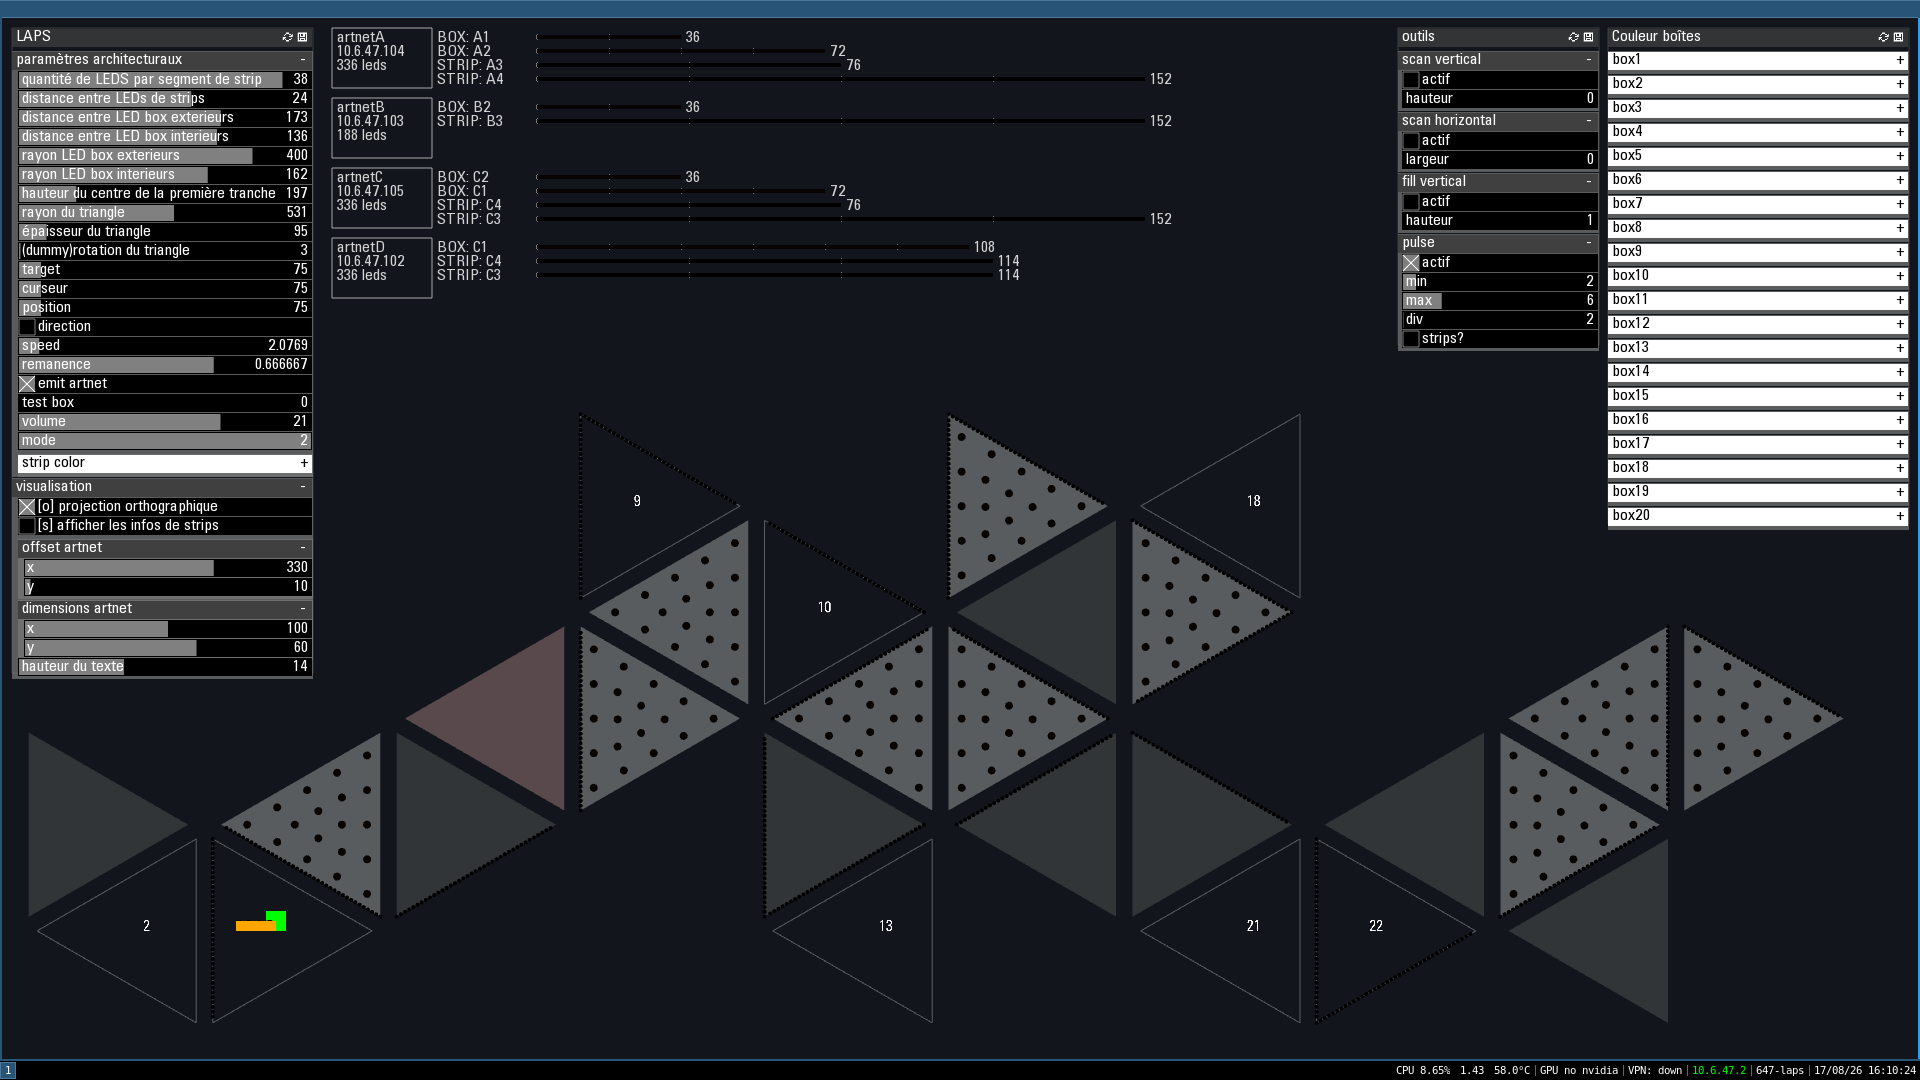 LAPS
paramètres architecturaux -
quantité de LEDS par segment de strip 38
distance entre LEDs de strips 24
distance entre LED box exterieurs 173
distance entre LED box interieurs 136
rayon LED box exterieurs 400
rayon LED box interieurs 162
hauteur du centre de la première tranche 197
rayon du triangle 531
épaisseur du triangle 95
(dummy)rotation du triangle 3
target 75
curseur 75
position 75
direction
speed 2.0769
remanence 0.666667
emit artnet
test box 0
volume 21
mode 2
strip color +
visualisation -
[o] projection orthographique
[s] afficher les infos de strips
offset artnet -
x 330
y 10
dimensions artnet -
x 100
y 60
hauteur du texte 14
artnetA
10.6.47.104
336 leds
BOX: A1 36
BOX: A2 72
STRIP: A3 76
STRIP: A4 152
artnetB
10.6.47.103
188 leds
BOX: B2 36
STRIP: B3 152
artnetC
10.6.47.105
336 leds
BOX: C2 36
BOX: C1 72
STRIP: C4 76
STRIP: C3 152
artnetD
10.6.47.102
336 leds
BOX: C1 108
STRIP: C4 114
STRIP: C3 114
outils
scan vertical -
actif
hauteur 0
scan horizontal -
actif
largeur 0
fill vertical -
actif
hauteur 1
pulse -
actif
min 2
max 6
div 2
strips?
Couleur boîtes
box1 +
box2 +
box3 +
box4 +
box5 +
box6 +
box7 +
box8 +
box9 +
box10 +
box11 +
box12 +
box13 +
box14 +
box15 +
box16 +
box17 +
box18 +
box19 +
box20 +
9
18
10
2
13
21
22
1
CPU 8.65% 1.43 58.0°C | GPU no nvidia | VPN: down | 10.6.47.2 | 647-laps | 17/08/26 16:10:24